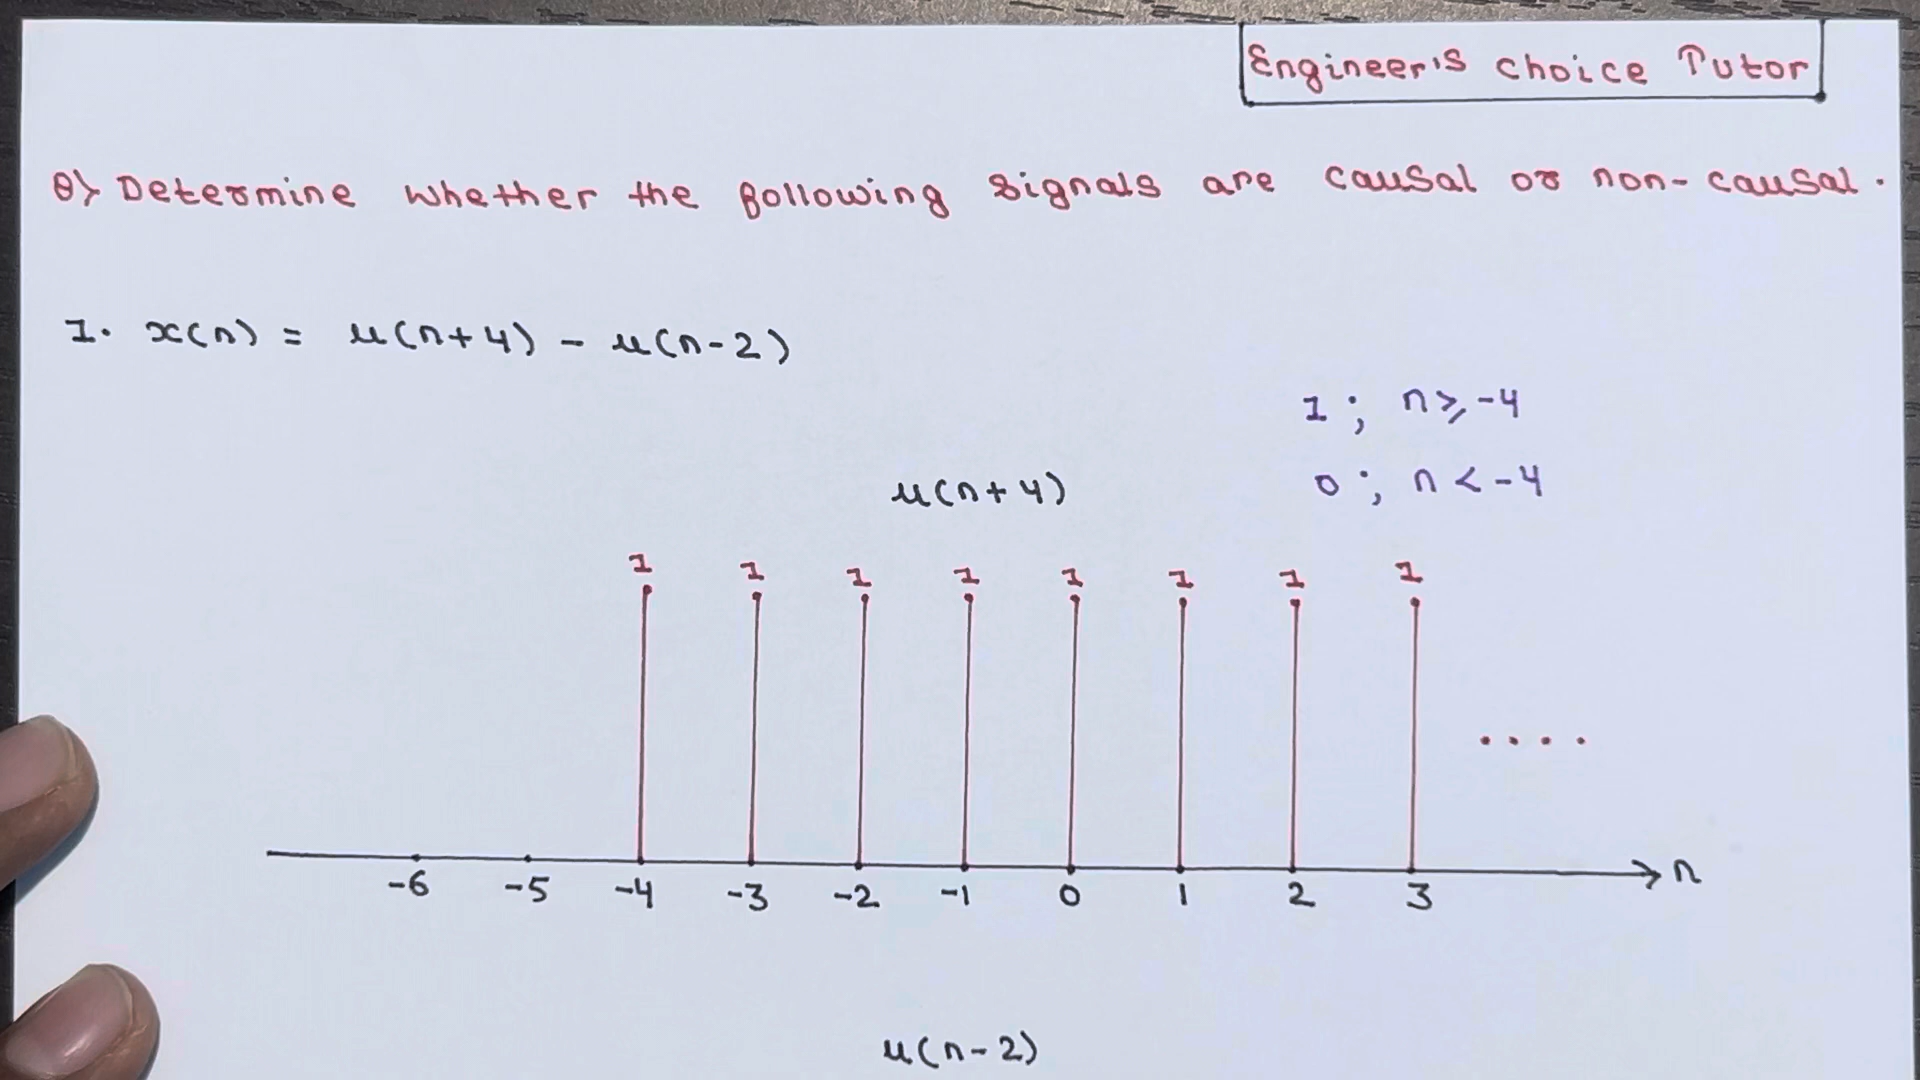 Engineer's choice Tutor
Q) Determine whether the following signals are causal or non-causal.
1. x(n) = u(n+4) - u(n-2)
1 ; n ≥ -4
u(n+4)
0 ; n < -4
1 1 1 1 1 1 1 1
....
-6 -5 -4 -3 -2 -1 0 1 2 3 n
u(n-2)